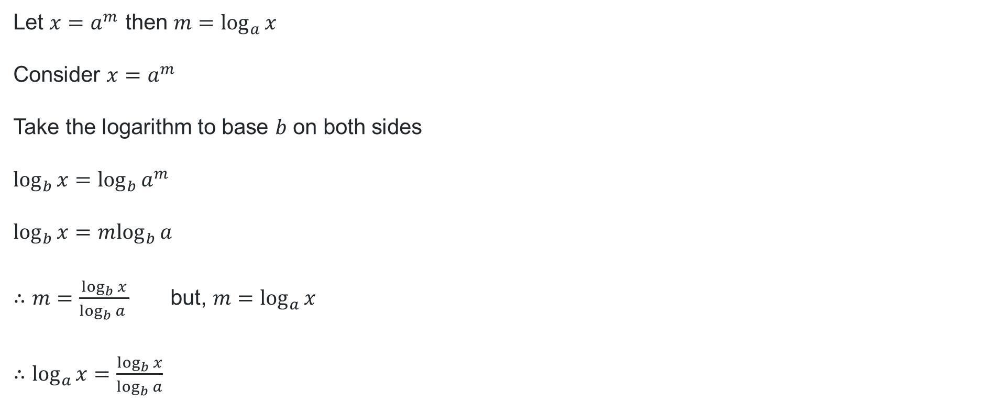 Let x = a^m then m = log_a x
Consider x = a^m
Take the logarithm to base b on both sides
log_b x = log_b a^m
log_b x = mlog_b a
∴ m = (log_b x)/(log_b a) but, m = log_a x
∴ log_a x = (log_b x)/(log_b a)